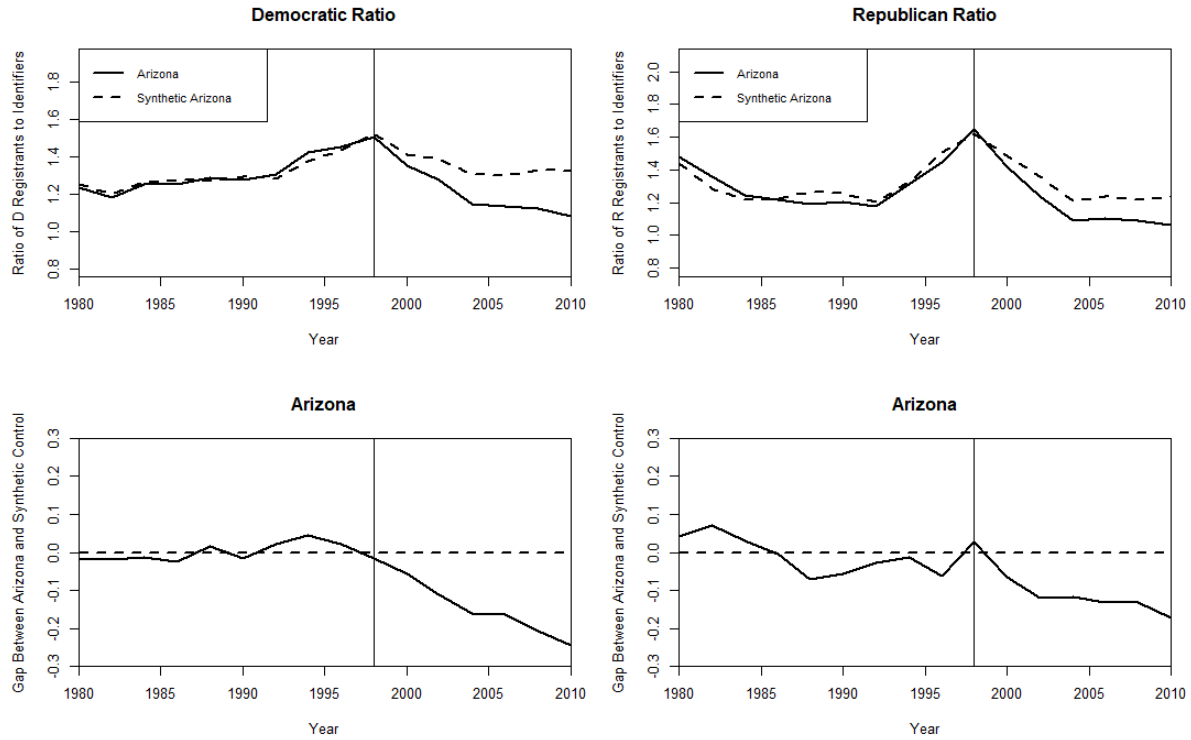 Democratic Ratio
Ratio of D Registrants to Identifiers
1.8
1.6
1.4
1.2
1.0
0.8
Arizona
Synthetic Arizona
1980 1985 1990 1995 2000 2005 2010
Year
Republican Ratio
Ratio of R Registrants to Identifiers
2.0
1.8
1.6
1.4
1.2
1.0
0.8
Arizona
Synthetic Arizona
1980 1985 1990 1995 2000 2005 2010
Year
Arizona
Gap Between Arizona and Synthetic Control
0.3
0.2
0.1
0.0
-0.1
-0.2
-0.3
1980 1985 1990 1995 2000 2005 2010
Year
Arizona
Gap Between Arizona and Synthetic Control
0.3
0.2
0.1
0.0
-0.1
-0.2
-0.3
1980 1985 1990 1995 2000 2005 2010
Year